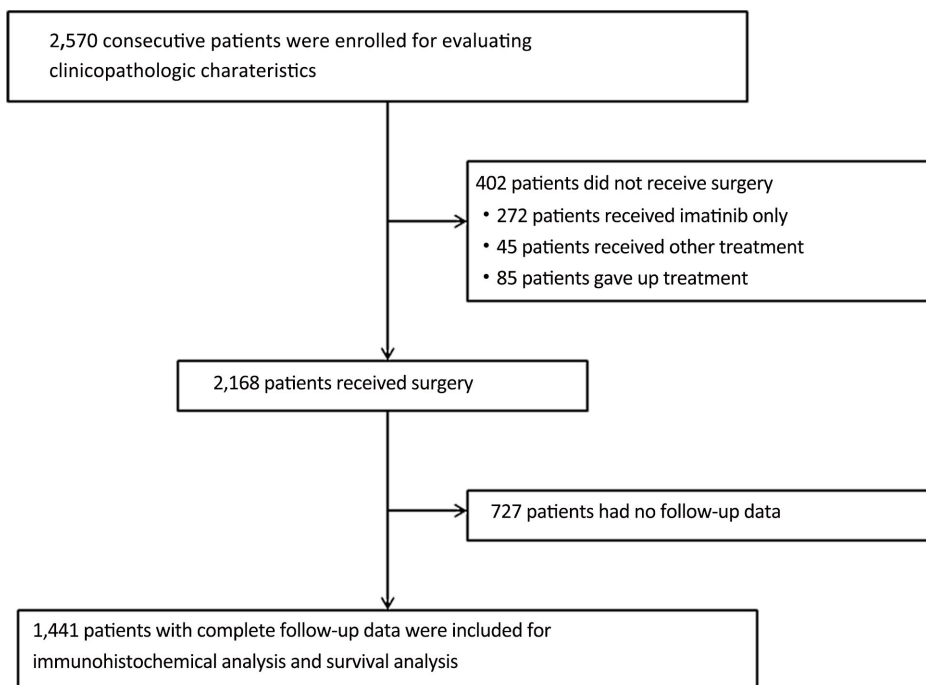 2,570 consecutive patients were enrolled for evaluating
clinicopathologic charateristics
402 patients did not receive surgery
• 272 patients received imatinib only
• 45 patients received other treatment
• 85 patients gave up treatment
2,168 patients received surgery
727 patients had no follow-up data
1,441 patients with complete follow-up data were included for
immunohistochemical analysis and survival analysis